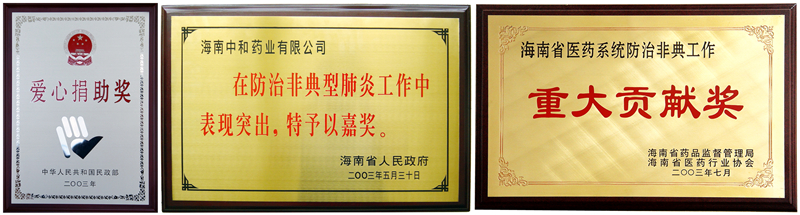 爱心捐助奖
中华人民共和国民政部
二〇〇三年
海南中和药业有限公司
在防治非典型肺炎工作中
表现突出，特予以嘉奖。
海南省人民政府
二〇〇三年五月三十日
海南省医药系统防治非典工作
重大贡献奖
海南省药品监督管理局
海南省医药行业协会
二〇〇三年七月